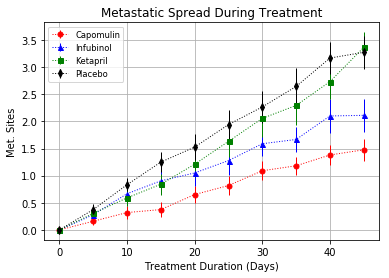 Metastatic Spread During Treatment
Capomulin
Infubinol
Ketapril
Placebo
Met. Sites
3.5
3.0
2.5
2.0
1.5
1.0
0.5
0.0
0
10
20
30
40
Treatment Duration (Days)